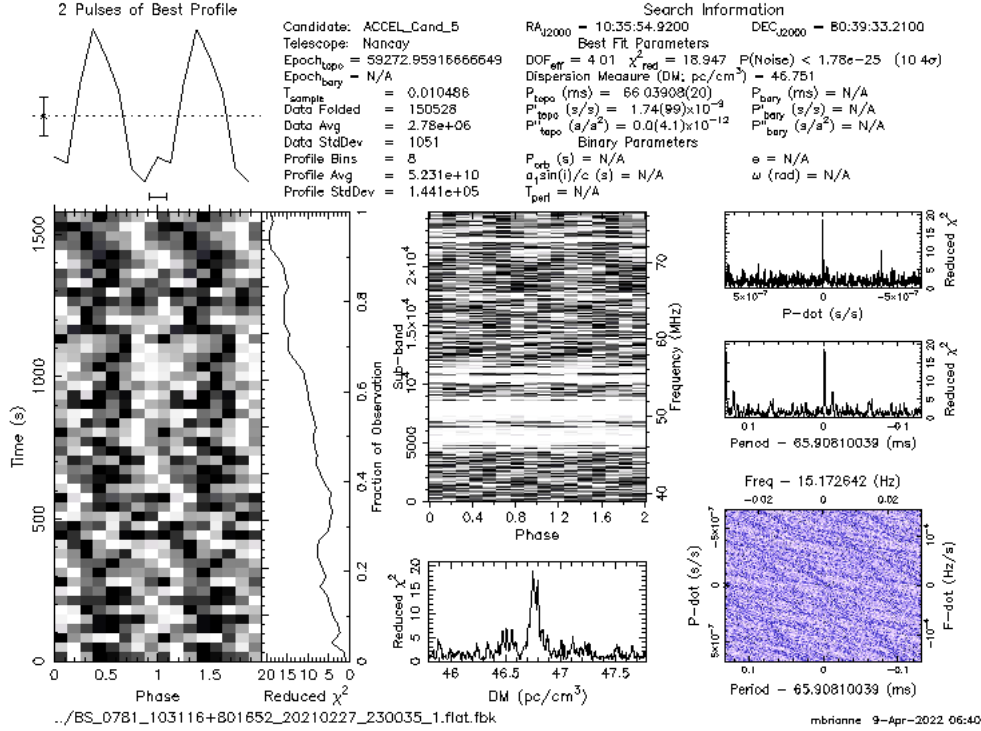 2 Pulses of Best Profile
Search Information
Candidate: ACCEL_Cand_5
RA_J2000 = 10:35:54.9200
DEC_J2000 = 80:39:33.2100
Telescope: Nancay
Best Fit Parameters
Epoch_topo = 59272.95916666649
DOF_eff = 4.01 χ²_red = 18.947 P(Noise) < 1.78e-25 (10.4σ)
Epoch_bary = N/A
Dispersion Measure (DM; pc/cm³) = 46.751
T_sample = 0.010486
P_topo (ms) = 66.03908(20)
P_bary (ms) = N/A
Data Folded = 150528
P'_topo (s/s) = 1.74(99)×10⁻⁹
P'_bary (s/s) = N/A
Data Avg = 2.78e+06
P''_topo (s/s²) = 0.0(4.1)×10⁻¹²
P''_bary (s/s²) = N/A
Data StdDev = 1051
Binary Parameters
Profile Bins = 8
P_orb (s) = N/A
e = N/A
Profile Avg = 5.231e+10
a₁sin(i)/c (s) = N/A
ω (rad) = N/A
Profile StdDev = 1.441e+05
T_peri = N/A
Time (s)
0 500 1000 1500
Phase
0 0.5 1 1.5
Reduced χ²
20 15 10 5 0
Fraction of Observation
0 0.2 0.4 0.6 0.8 1
Sub-band
0 5000 10⁴ 1.5×10⁴ 2×10⁴
Frequency (MHz)
40 50 60 70
0 0.4 0.8 1.2 1.6 2
Phase
Reduced χ²
0 5 10 15 20
46 46.5 47 47.5
DM (pc/cm³)
Reduced χ²
0 5 10 15 20
5×10⁻⁷ 0 −5×10⁻⁷
P-dot (s/s)
Reduced χ²
0 5 10 15 20
0.1 0 −0.1
Period − 65.90810039 (ms)
Freq − 15.172642 (Hz)
−0.02 0 0.02
P-dot (s/s)
−5×10⁻⁷ 0 5×10⁻⁷
F-dot (Hz/s)
10⁻⁴ 0 −10⁻⁴
0.1 0 −0.1
Period − 65.90810039 (ms)
../BS_0781_103116+801652_20210227_230035_1.flat.fbk
mbrianne 9-Apr-2022 06:40